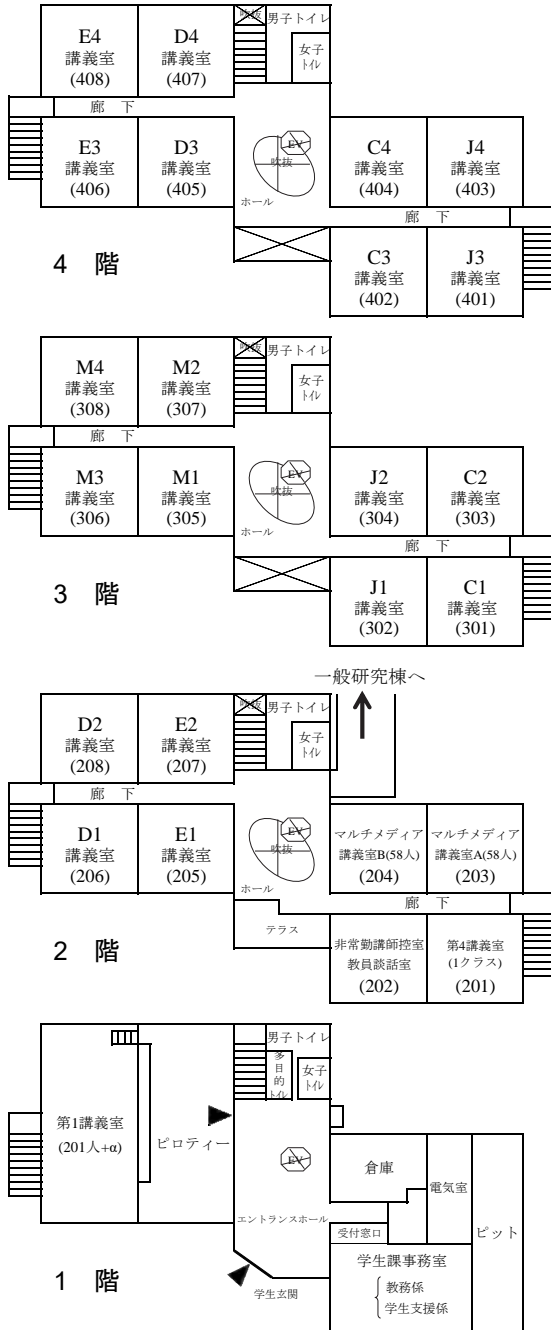 吹抜 男子トイレ
E4
講義室
(408)
D4
講義室
(407)
女子
トイレ
廊 下
E3
講義室
(406)
D3
講義室
(405)
EV
吹抜
ホール
C4
講義室
(404)
J4
講義室
(403)
廊 下
C3
講義室
(402)
J3
講義室
(401)
4 階
吹抜 男子トイレ
M4
講義室
(308)
M2
講義室
(307)
女子
トイレ
廊 下
M3
講義室
(306)
M1
講義室
(305)
EV
吹抜
ホール
J2
講義室
(304)
C2
講義室
(303)
廊 下
J1
講義室
(302)
C1
講義室
(301)
3 階
一般研究棟へ
吹抜 男子トイレ
D2
講義室
(208)
E2
講義室
(207)
女子
トイレ
廊 下
D1
講義室
(206)
E1
講義室
(205)
EV
吹抜
ホール
マルチメディア
講義室B(58人)
(204)
マルチメディア
講義室A(58人)
(203)
廊 下
テラス
非常勤講師控室
教員談話室
(202)
第4講義室
(1クラス)
(201)
2 階
男子トイレ
多目的トイレ
女子
トイレ
第1講義室
(201人+α)
ピロティー
EV
倉庫
電気室
エントランスホール
受付窓口
ピット
学生課事務室
教務係
学生支援係
学生玄関
1 階